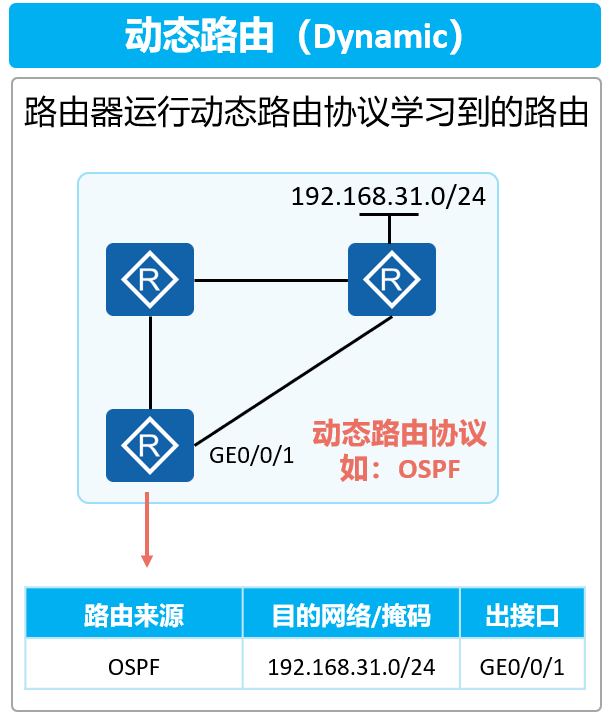 动态路由（Dynamic）
路由器运行动态路由协议学习到的路由
192.168.31.0/24
R
R
R
GE0/0/1
动态路由协议
如：OSPF
路由来源 目的网络/掩码 出接口
OSPF 192.168.31.0/24 GE0/0/1